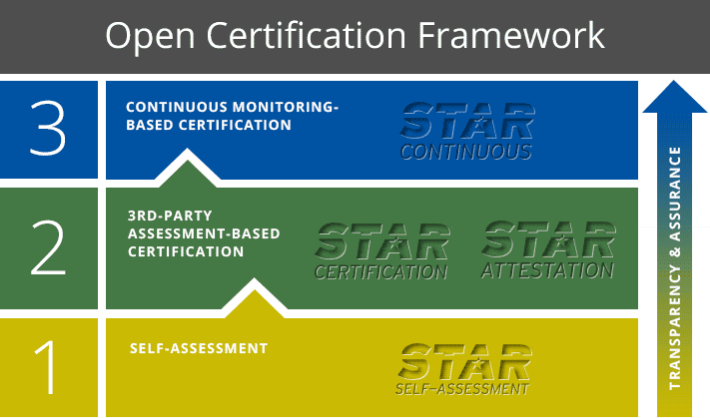 Open Certification Framework
3
CONTINUOUS MONITORING-
BASED CERTIFICATION
STAR
CONTINUOUS
2
3RD-PARTY
ASSESSMENT-BASED
CERTIFICATION
STAR
CERTIFICATION
STAR
ATTESTATION
1
SELF-ASSESSMENT
STAR
SELF-ASSESSMENT
TRANSPARENCY & ASSURANCE